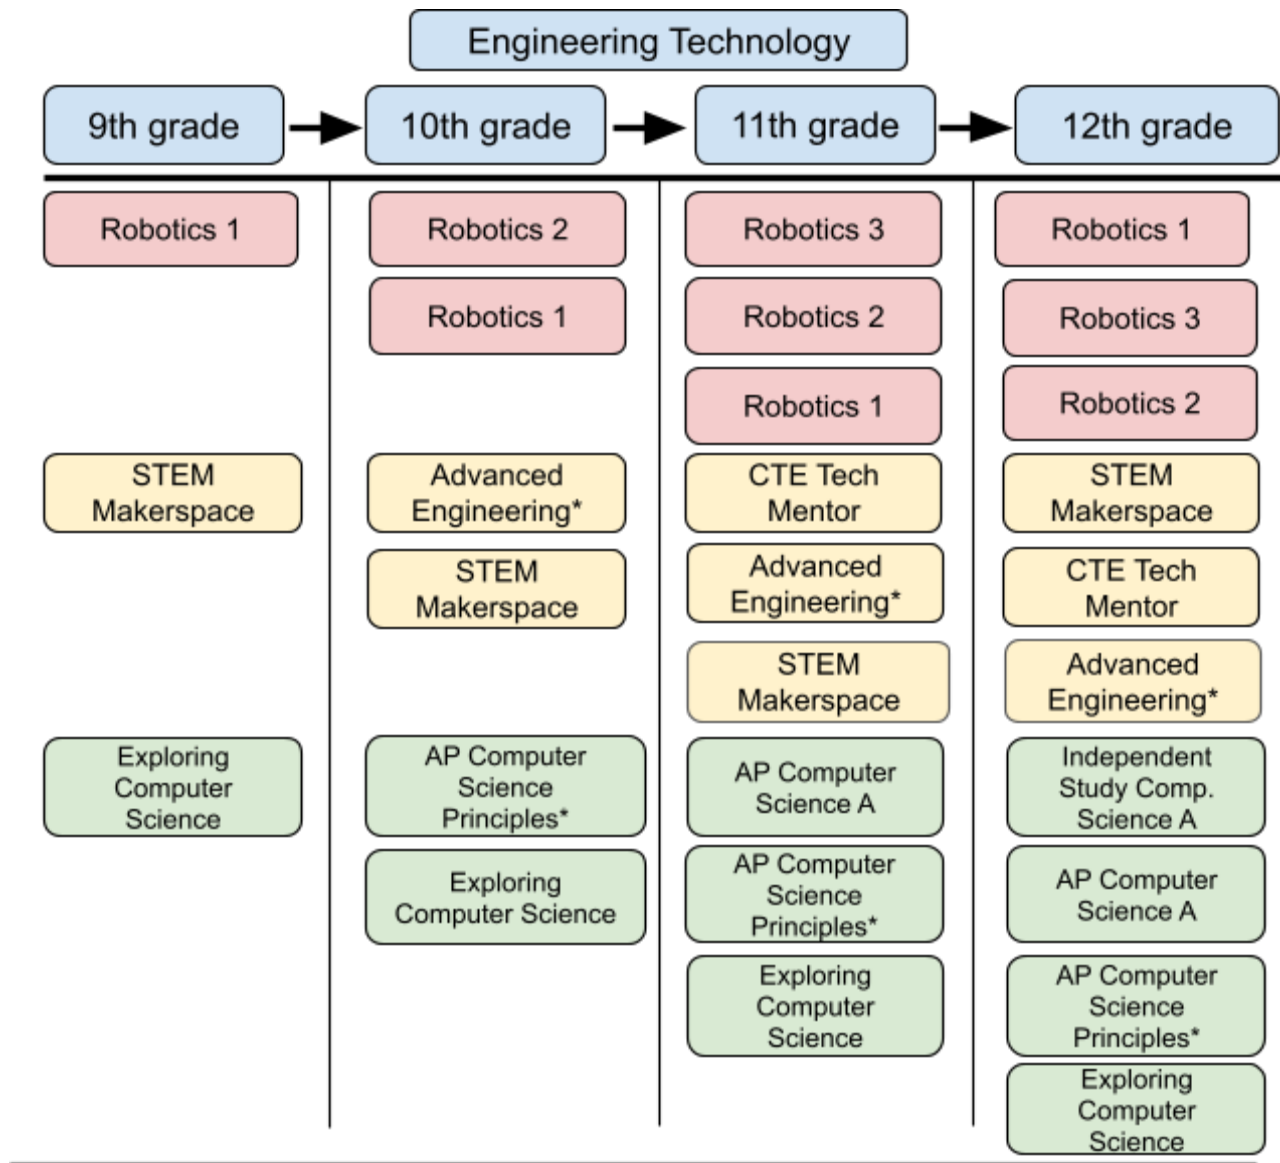 Engineering Technology
9th grade
10th grade
11th grade
12th grade
Robotics 1
Robotics 2
Robotics 3
Robotics 1
Robotics 1
Robotics 2
Robotics 3
Robotics 1
Robotics 2
STEM
Makerspace
Advanced
Engineering*
CTE Tech
Mentor
STEM
Makerspace
STEM
Makerspace
Advanced
Engineering*
CTE Tech
Mentor
STEM
Makerspace
Advanced
Engineering*
Exploring
Computer
Science
AP Computer
Science
Principles*
AP Computer
Science A
Independent
Study Comp.
Science A
Exploring
Computer Science
AP Computer
Science
Principles*
AP Computer
Science A
Exploring
Computer
Science
AP Computer
Science
Principles*
Exploring
Computer
Science